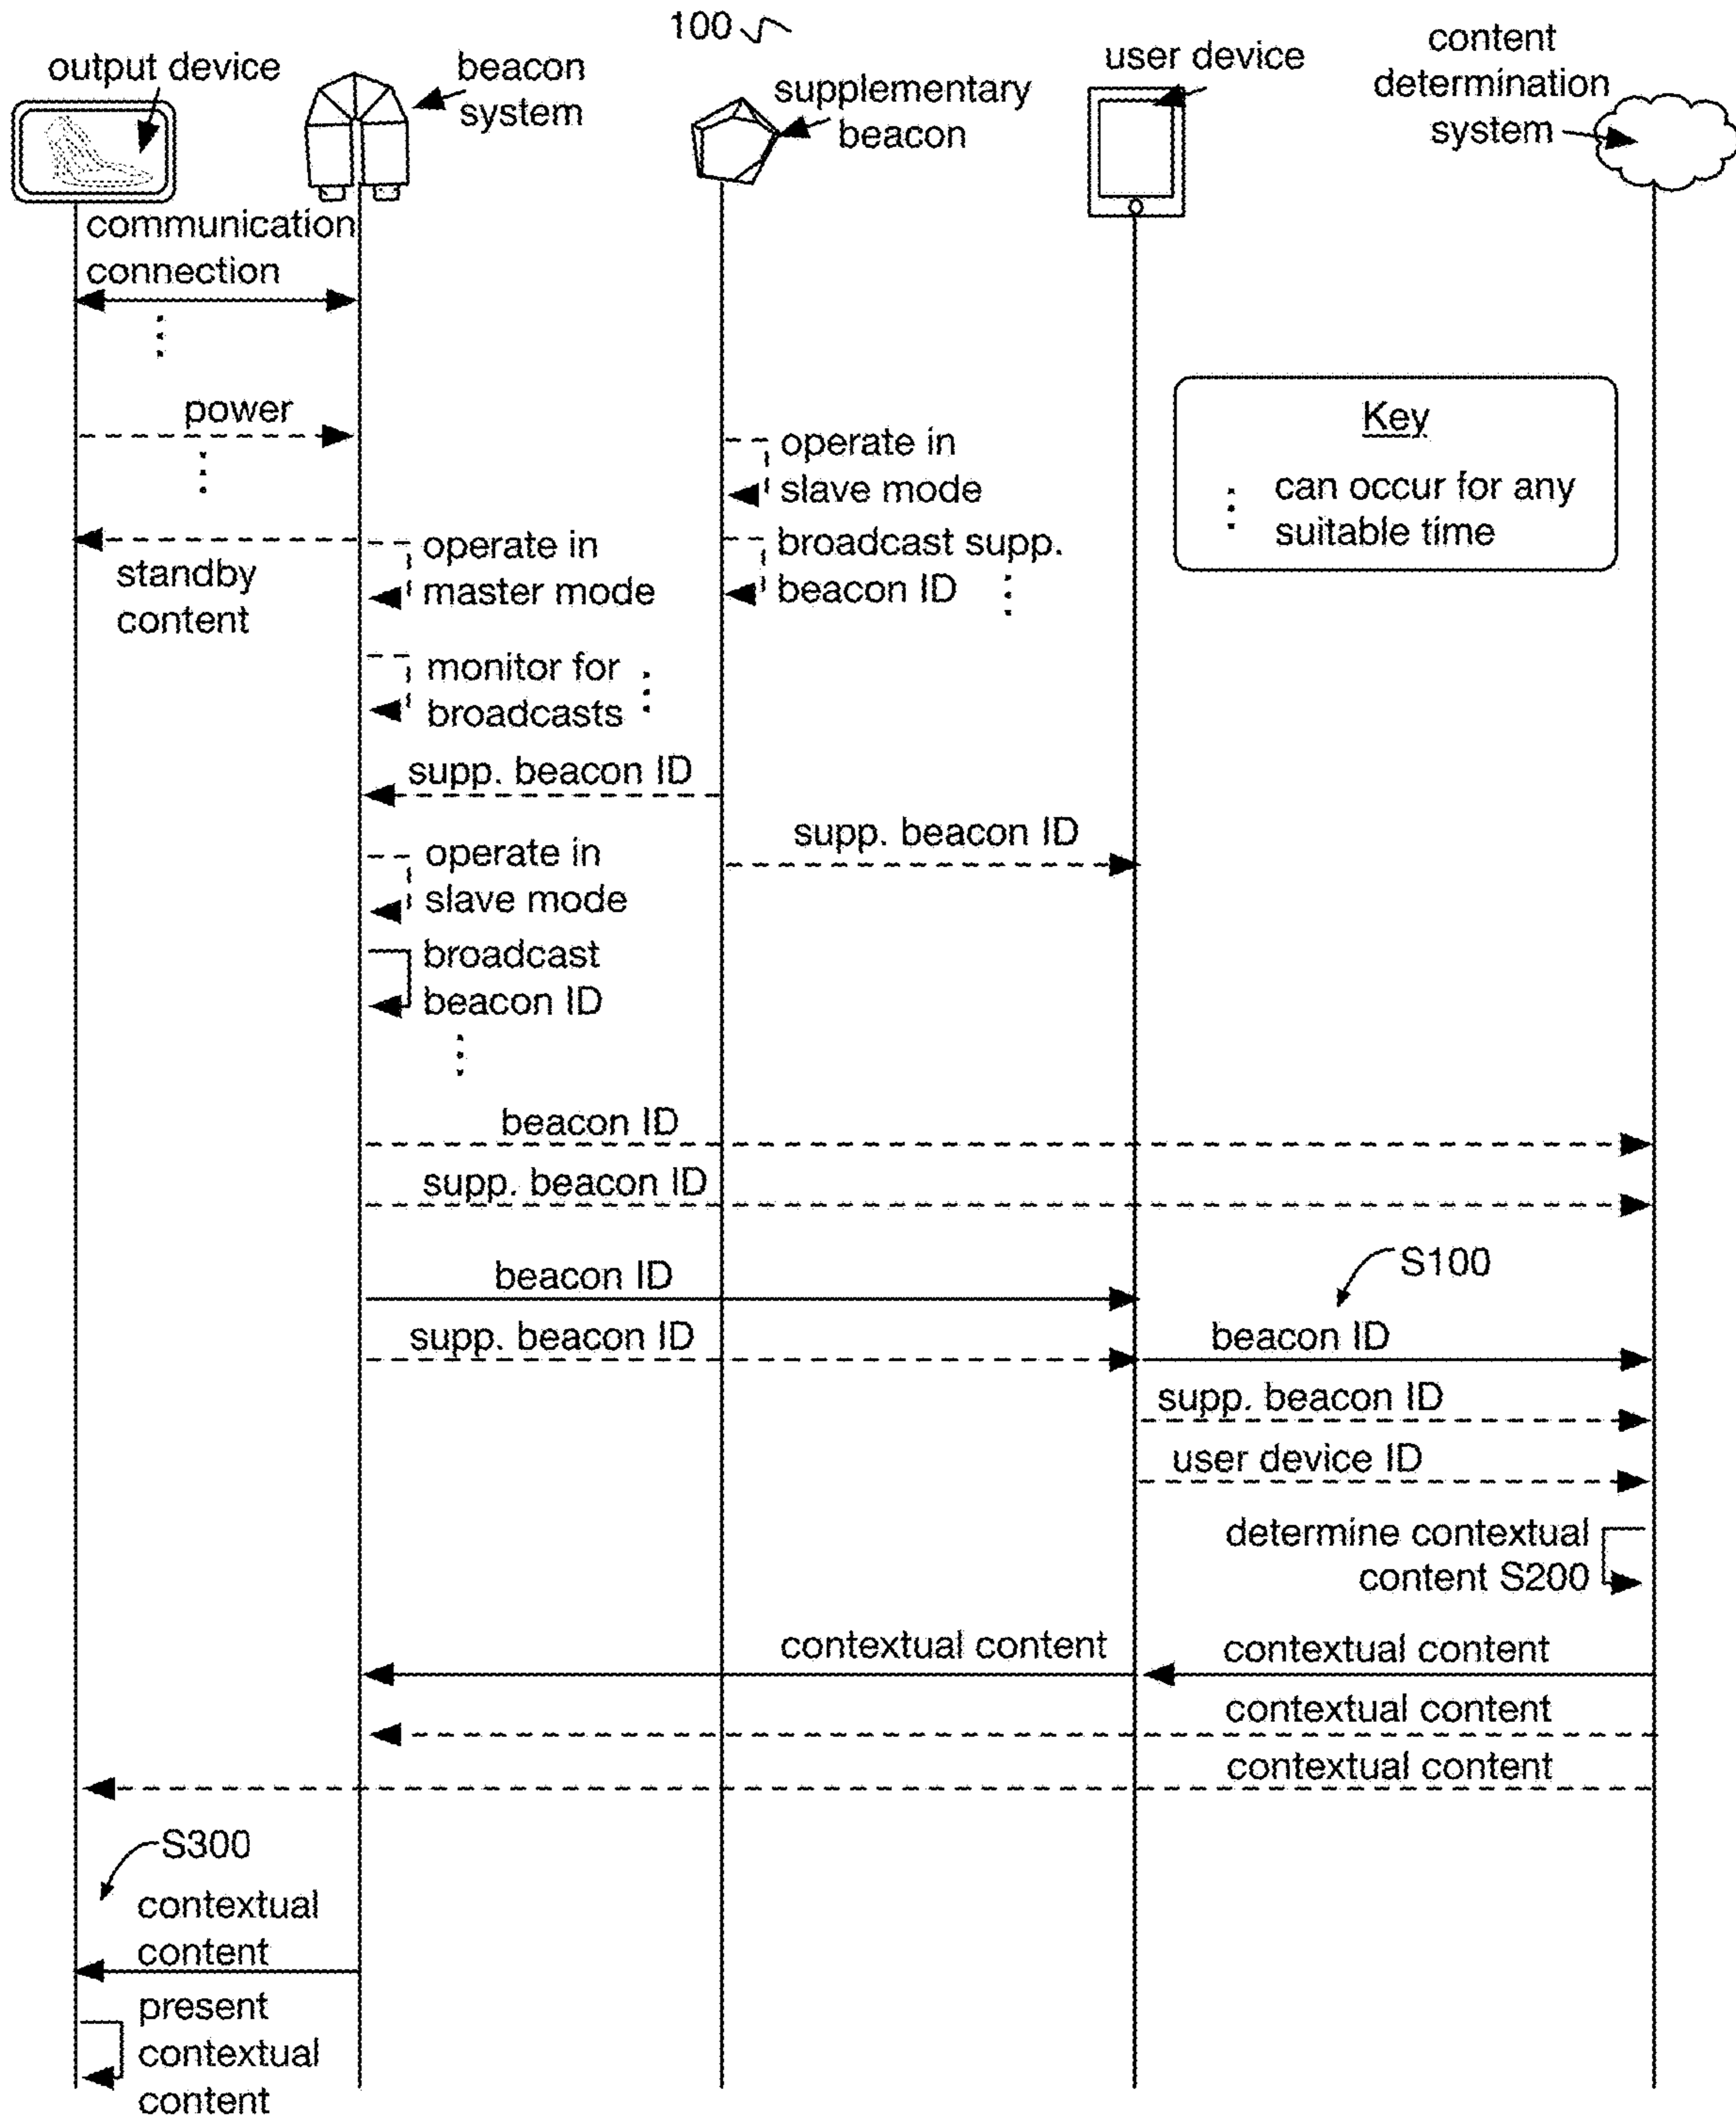 100
output device
beacon
system
supplementary
beacon
user device
content
determination
system
communication
connection
power
operate in
slave mode
Key
can occur for any
suitable time
standby
content
operate in
master mode
broadcast supp.
beacon ID
monitor for
broadcasts
supp. beacon ID
supp. beacon ID
operate in
slave mode
broadcast
beacon ID
beacon ID
supp. beacon ID
S100
beacon ID
supp. beacon ID
beacon ID
supp. beacon ID
user device ID
determine contextual
content S200
contextual content
contextual content
contextual content
contextual content
S300
contextual
content
present
contextual
content